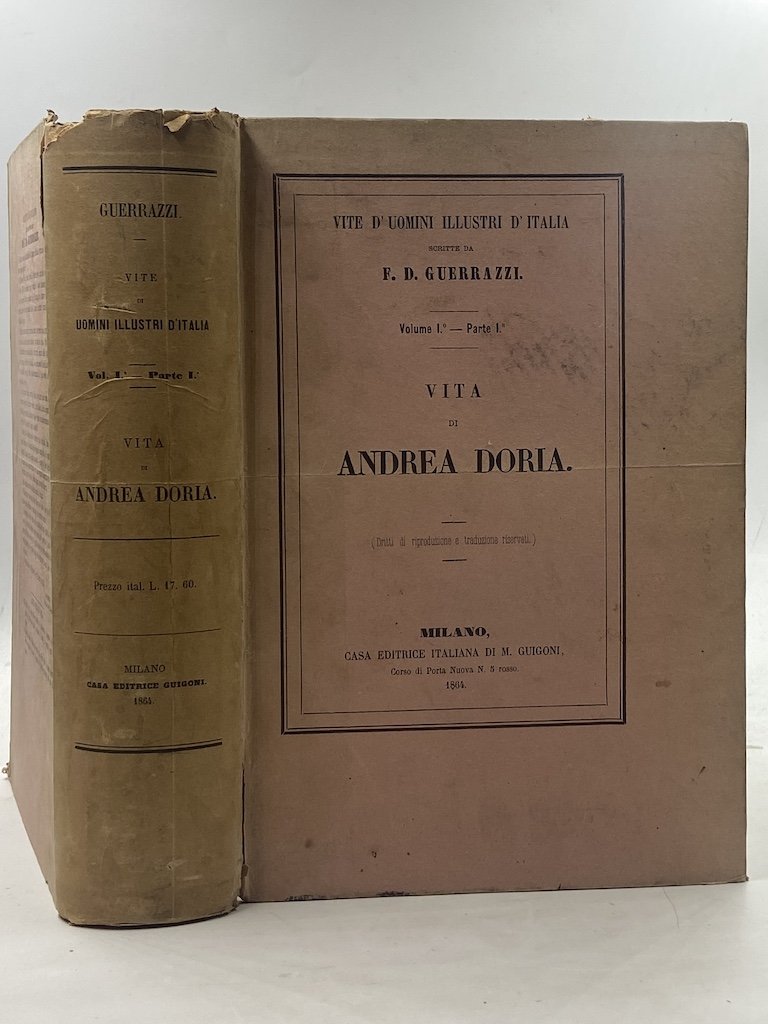 GUERRAZZI.
VITE
DI
UOMINI ILLUSTRI D'ITALIA
Vol. I.° — Parte I.°
VITA
DI
ANDREA DORIA.
Prezzo ital. L. 17. 60.
MILANO
CASA EDITRICE GUIGONI.
1864.
VITE D'UOMINI ILLUSTRI D'ITALIA
SCRITTE DA
F. D. GUERRAZZI.
Volume I.° — Parte I.°
VITA
DI
ANDREA DORIA.
(Dritti di riproduzione e traduzione riservati.)
MILANO,
CASA EDITRICE ITALIANA DI M. GUIGONI,
Corso di Porta Nuova N. 5 rosso.
1864.